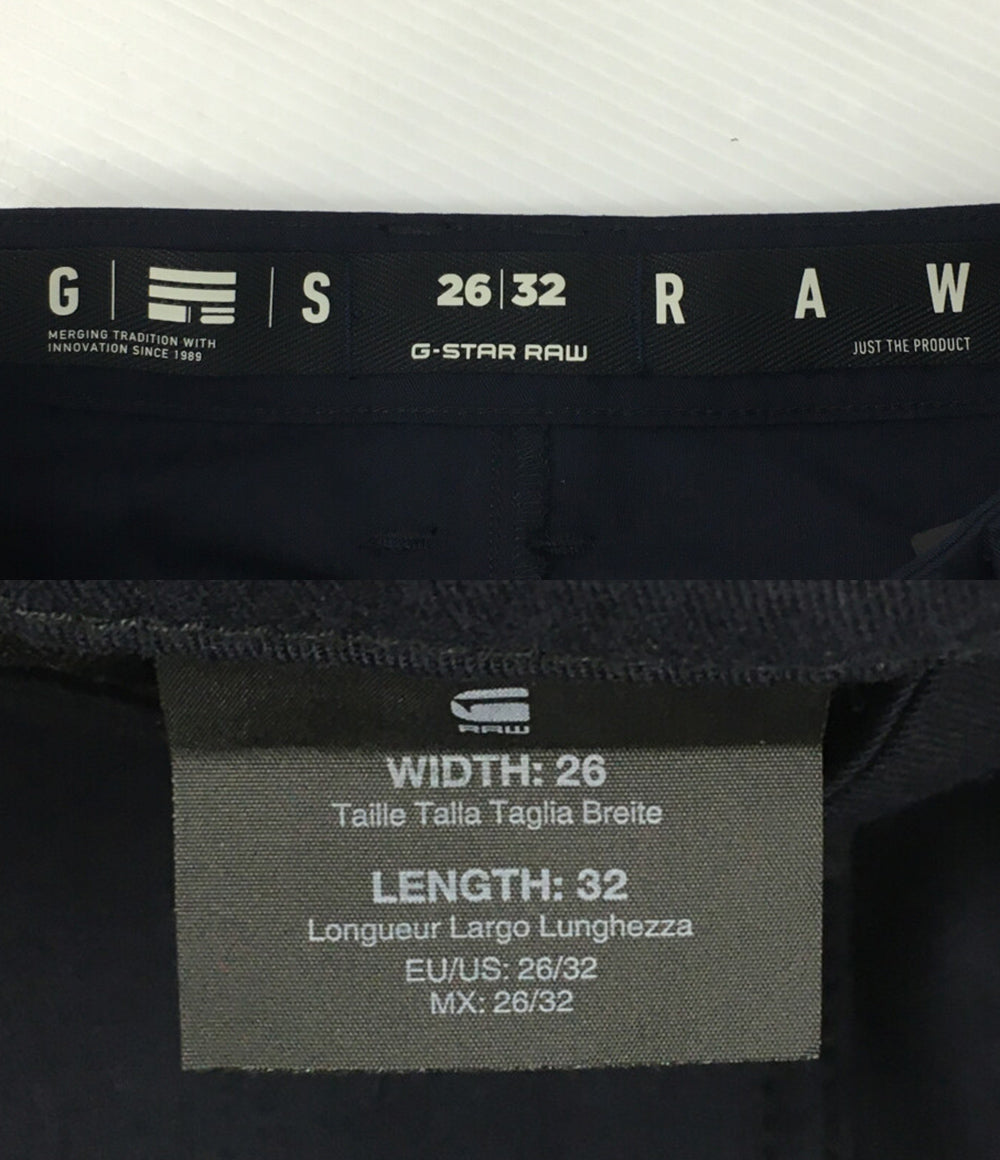 G S 26|32 R A W
MERGING TRADITION WITH
INNOVATION SINCE 1989
G-STAR RAW
JUST THE PRODUCT
RAW
WIDTH: 26
Taille Talla Taglia Breite
LENGTH: 32
Longueur Largo Lunghezza
EU/US: 26/32
MX: 26/32